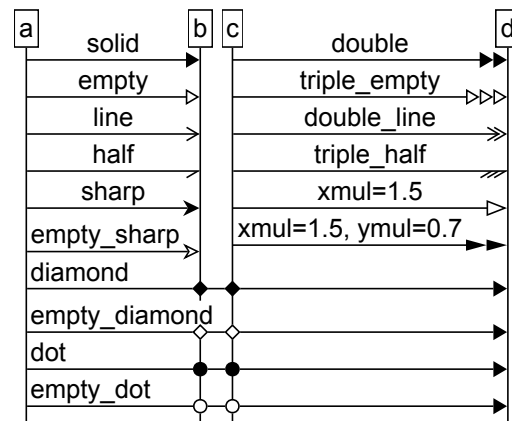 a b c d
solid double
empty triple_empty
line double_line
half triple_half
sharp xmul=1.5
empty_sharp xmul=1.5, ymul=0.7
diamond
empty_diamond
dot
empty_dot